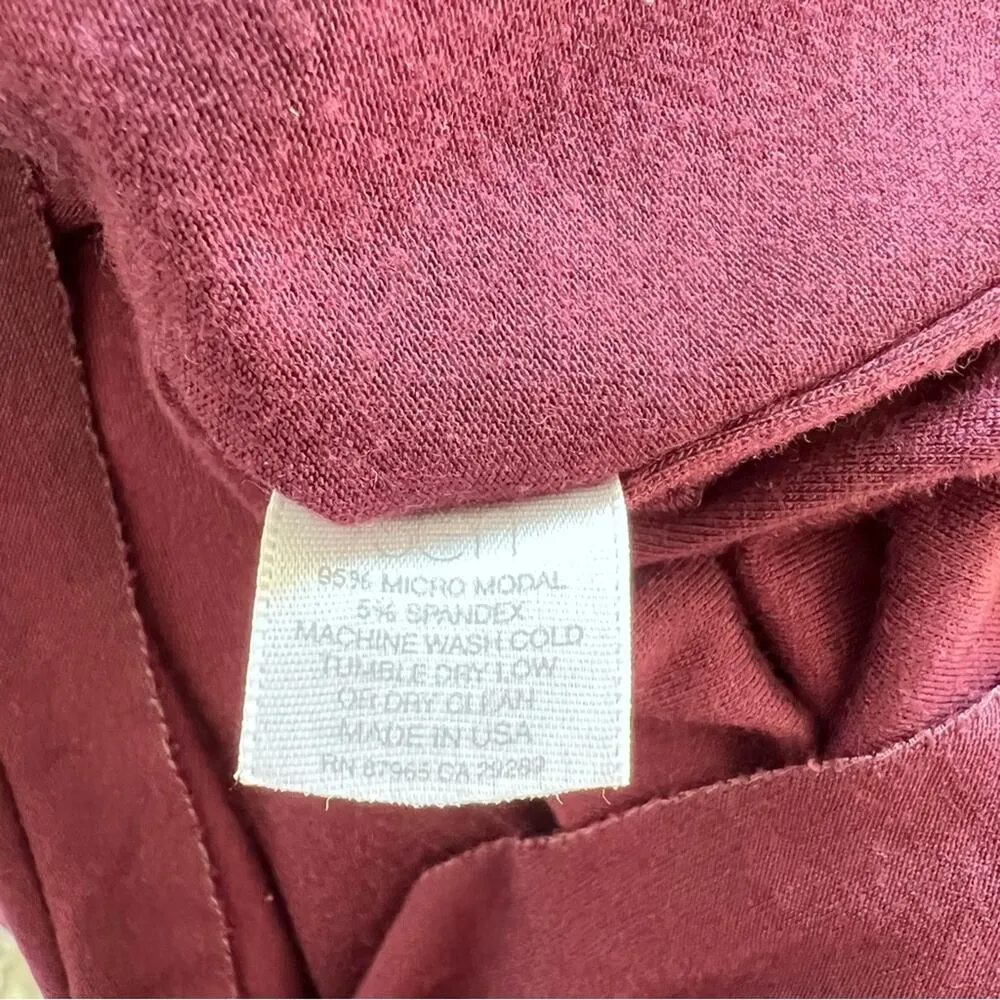 95% MICRO MODAL
5% SPANDEX
MACHINE WASH COLD
TUMBLE DRY LOW
OR DRY CLEAN
MADE IN USA
RN 87965 CA 29289